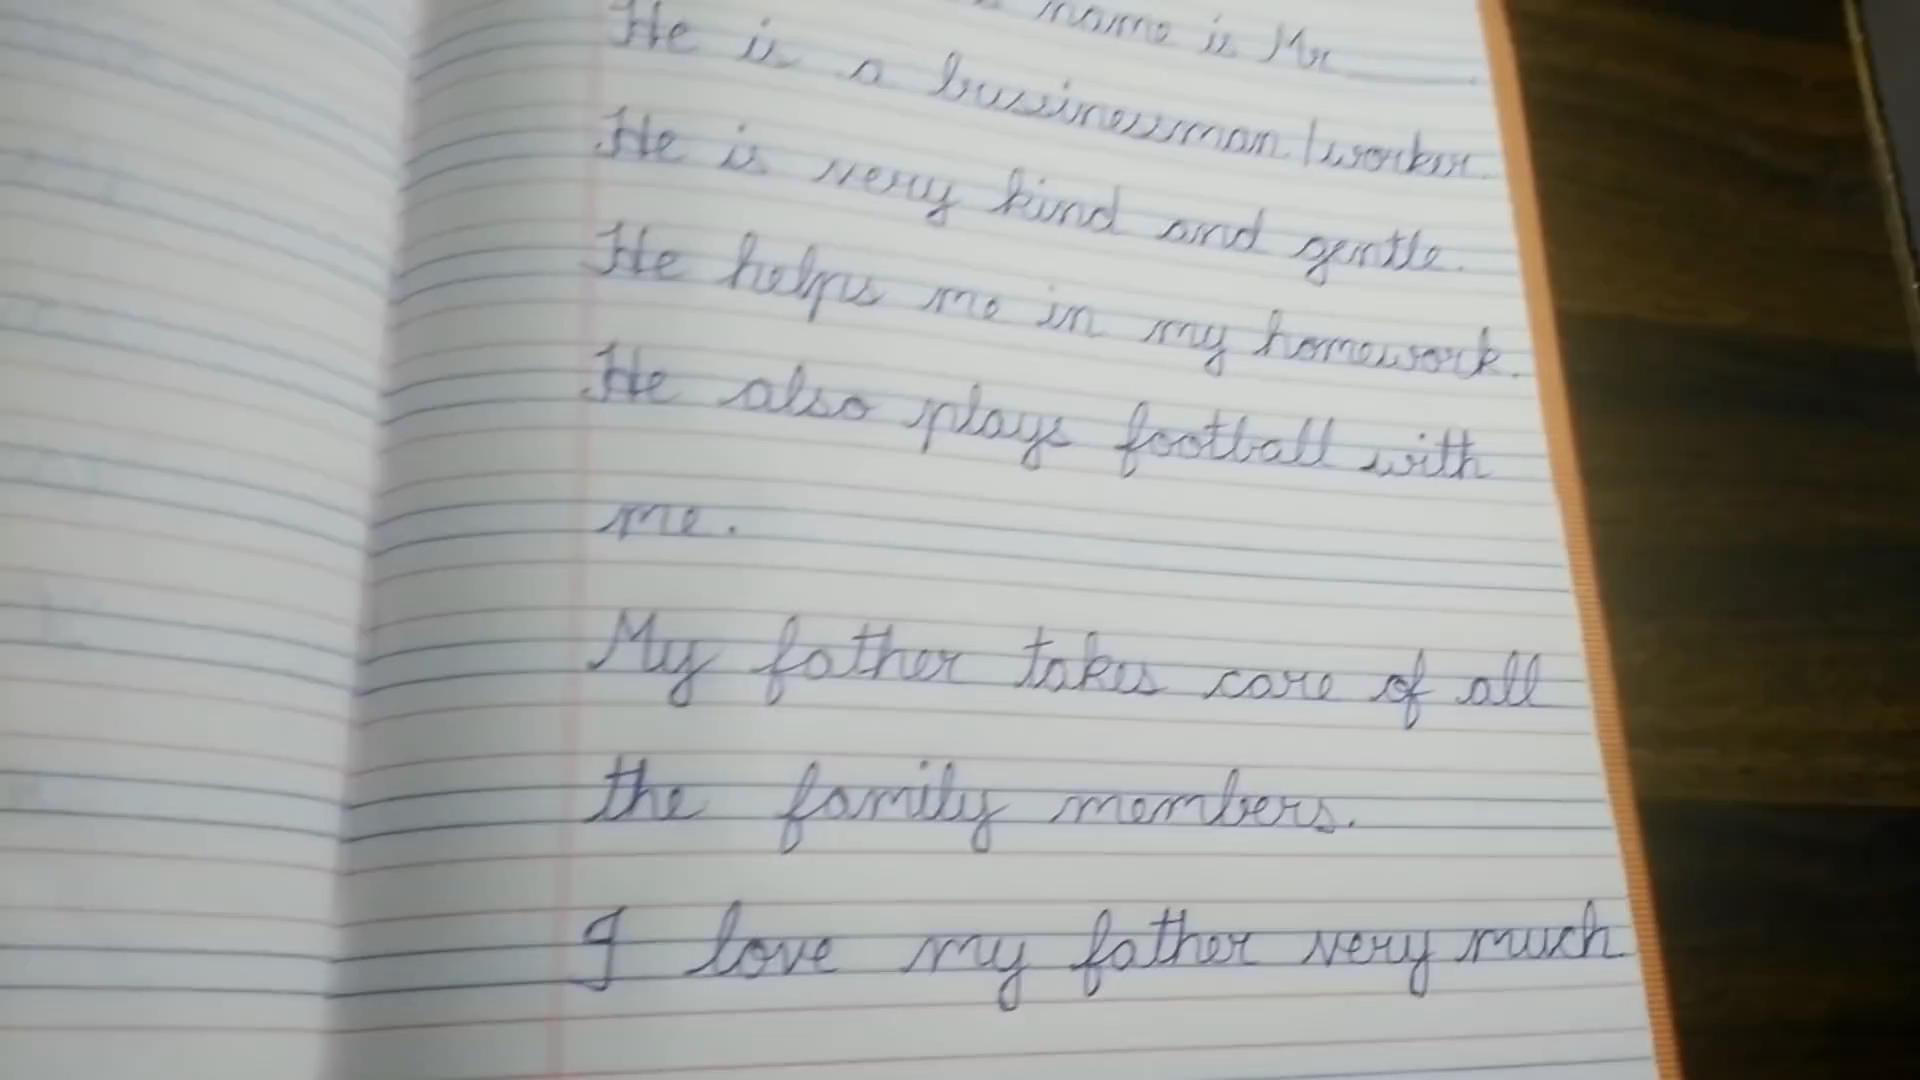 name is Mr_____.
He is a businessman/worker.
He is very kind and gentle.
He helps me in my homework.
He also plays football with
me.
My father takes care of all
the family members.
I love my father very much